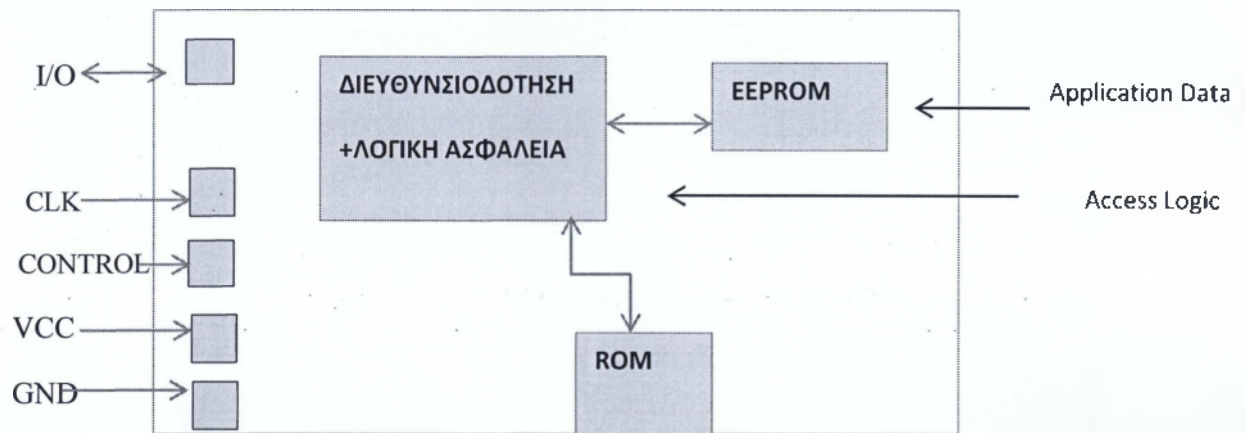 I/O
CLK
CONTROL
VCC
GND
ΔΙΕΥΘΥΝΣΙΟΔΟΤΗΣΗ
+ΛΟΓΙΚΗ ΑΣΦΑΛΕΙΑ
EEPROM
ROM
Application Data
Access Logic